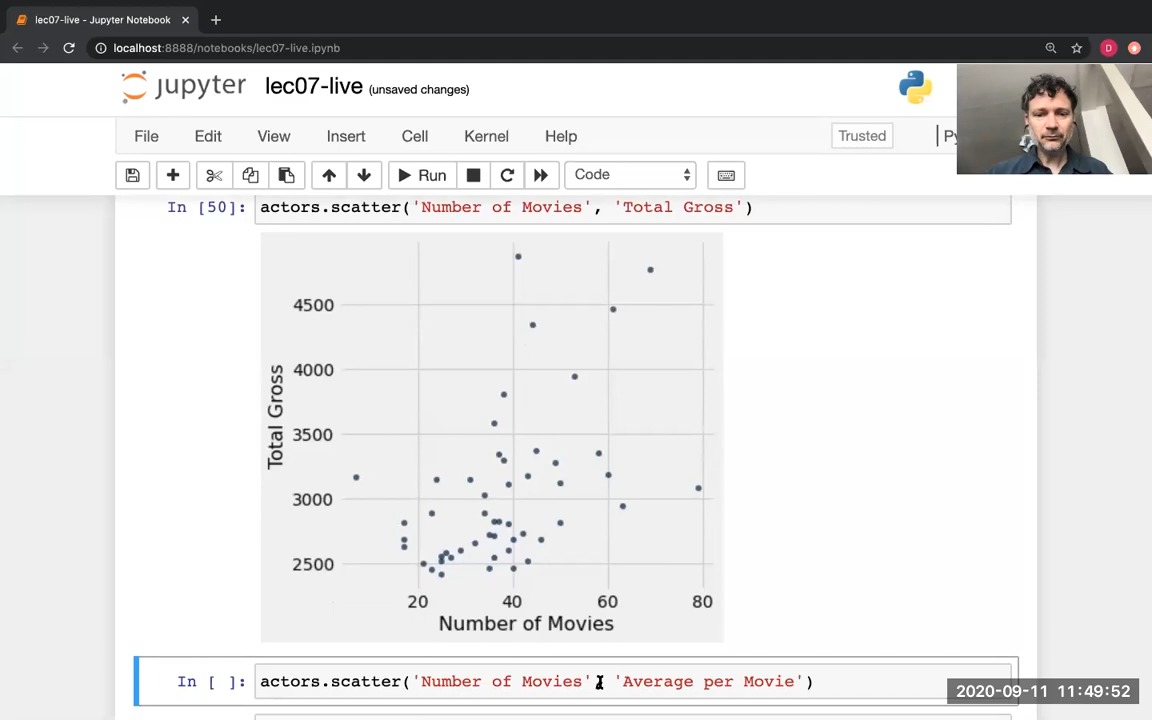 lec07-live - Jupyter Notebook
localhost:8888/notebooks/lec07-live.ipynb
D
jupyter lec07-live (unsaved changes)
File Edit View Insert Cell Kernel Help Trusted Py
Run Code
In [50]: actors.scatter('Number of Movies', 'Total Gross')
4500
4000
3500
3000
2500
Total Gross
20 40 60 80
Number of Movies
In [ ]: actors.scatter('Number of Movies', 'Average per Movie')
2020-09-11 11:49:52